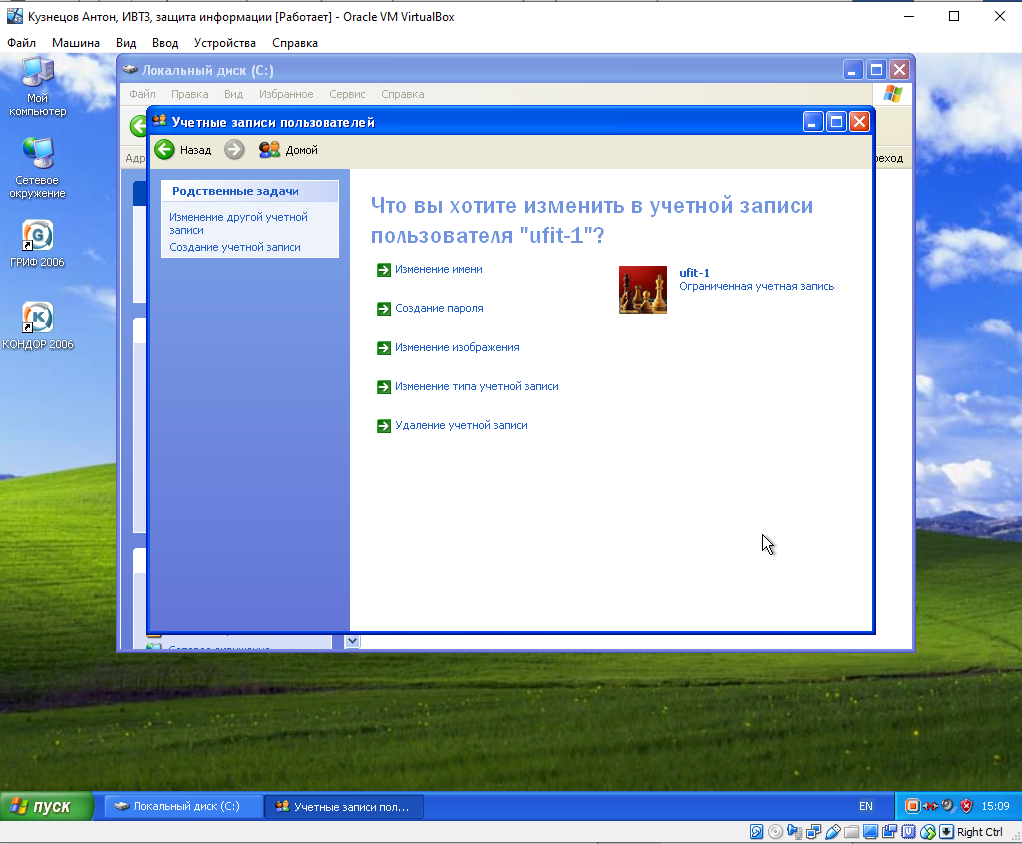 Кузнецов Антон, ИВТЗ, защита информации [Работает] - Oracle VM VirtualBox
Файл Машина Вид Ввод Устройства Справка
Мой компьютер
Сетевое окружение
ГРИФ 2006
КОНДОР 2006
Локальный диск (C:)
Файл Правка Вид Избранное Сервис Справка
Учетные записи пользователей
Назад Домой
Родственные задачи
Изменение другой учетной
записи
Создание учетной записи
Что вы хотите изменить в учетной записи
пользователя "ufit-1"?
Изменение имени
Создание пароля
Изменение изображения
Изменение типа учетной записи
Удаление учетной записи
ufit-1
Ограниченная учетная запись
пуск Локальный диск (C:) Учетные записи пол... EN 15:09
Right Ctrl